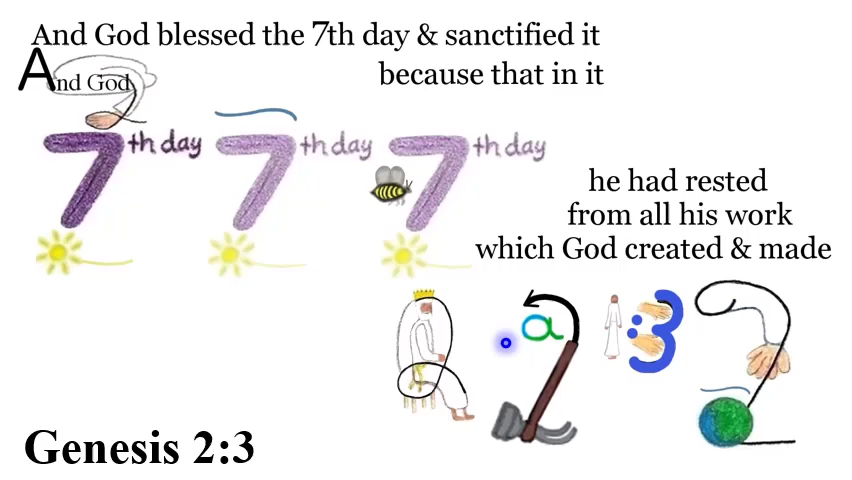 And God blessed the 7th day & sanctified it
because that in it
And God
7th day 7th day 7th day
he had rested
from all his work
which God created & made
a
Genesis 2:3